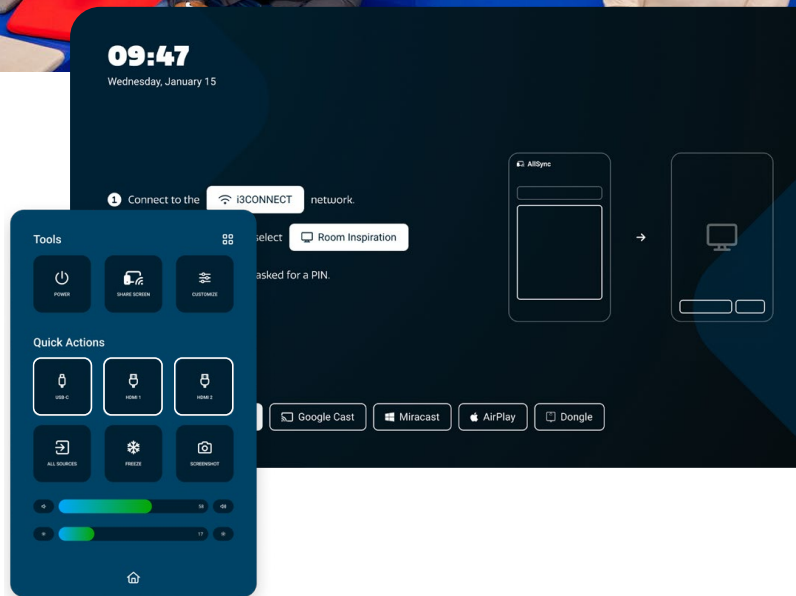 09:47
Wednesday, January 15
AllSync
1 Connect to the i3CONNECT network.
select Room Inspiration
asked for a PIN.
Google Cast
Miracast
AirPlay
Dongle
Tools
POWER
SHARE SCREEN
CUSTOMIZE
Quick Actions
USB-C
HDMI 1
HDMI 2
ALL SOURCES
FREEZE
SCREENSHOT
58
17